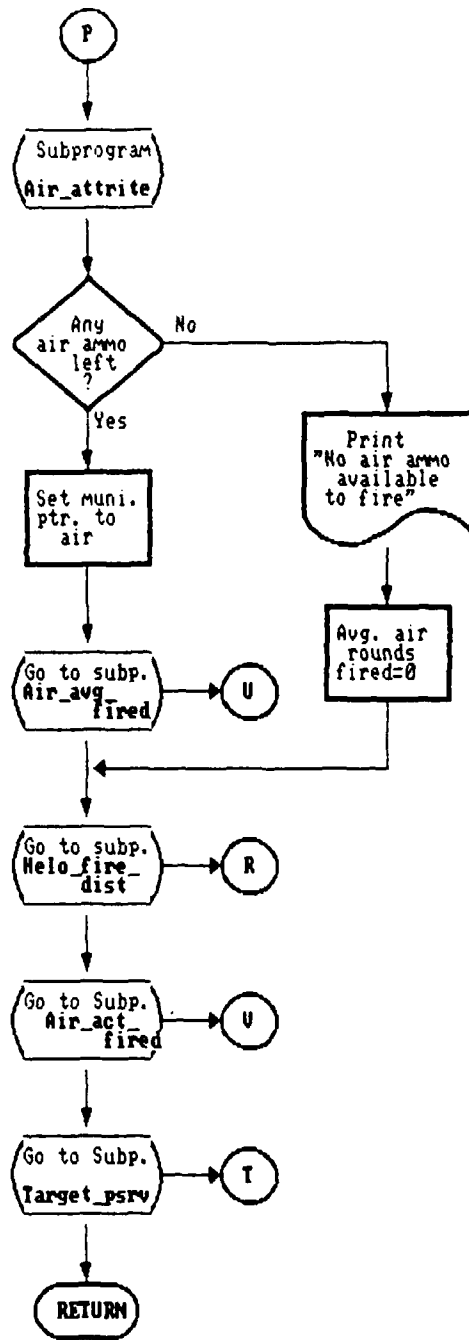 P
Subprogram
Air_attrite
Any
air ammo
left
?
No
Yes
Print
"No air ammo
available
to fire"
Set muni.
ptr. to
air
Avg. air
rounds
fired=0
Go to subp.
Air_avg_
fired
U
Go to subp.
Helo_fire_
dist
R
Go to Subp.
Air_act_
fired
V
Go to Subp.
Target_psrv
T
RETURN